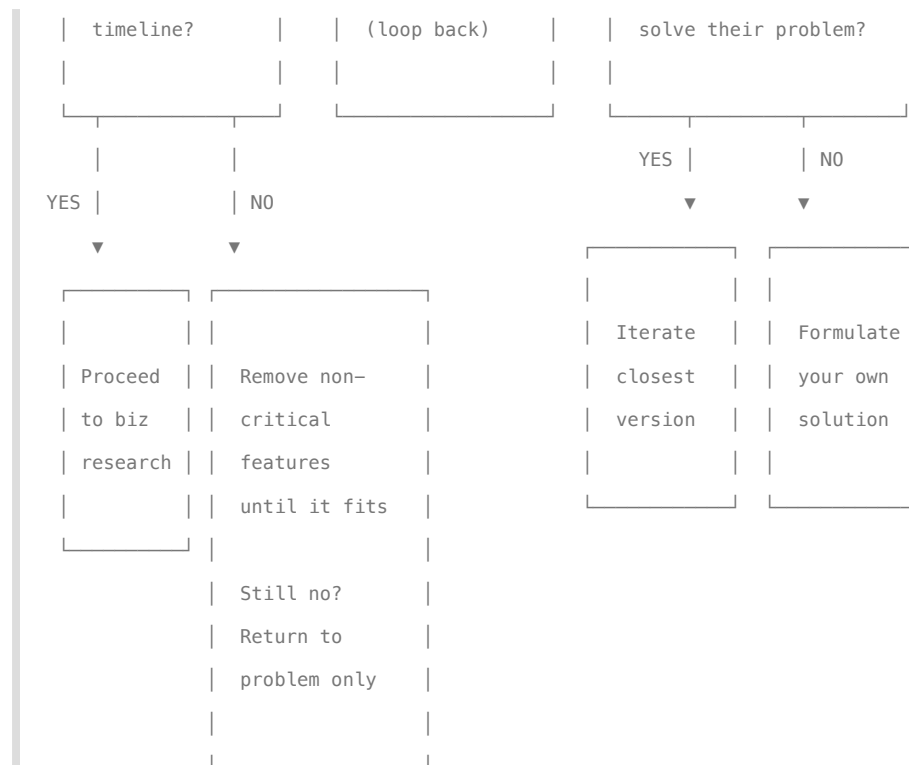 timeline?
(loop back)
solve their problem?
YES
NO
YES
NO
Proceed
to biz
research
Remove non-
critical
features
until it fits
Still no?
Return to
problem only
Iterate
closest
version
Formulate
your own
solution